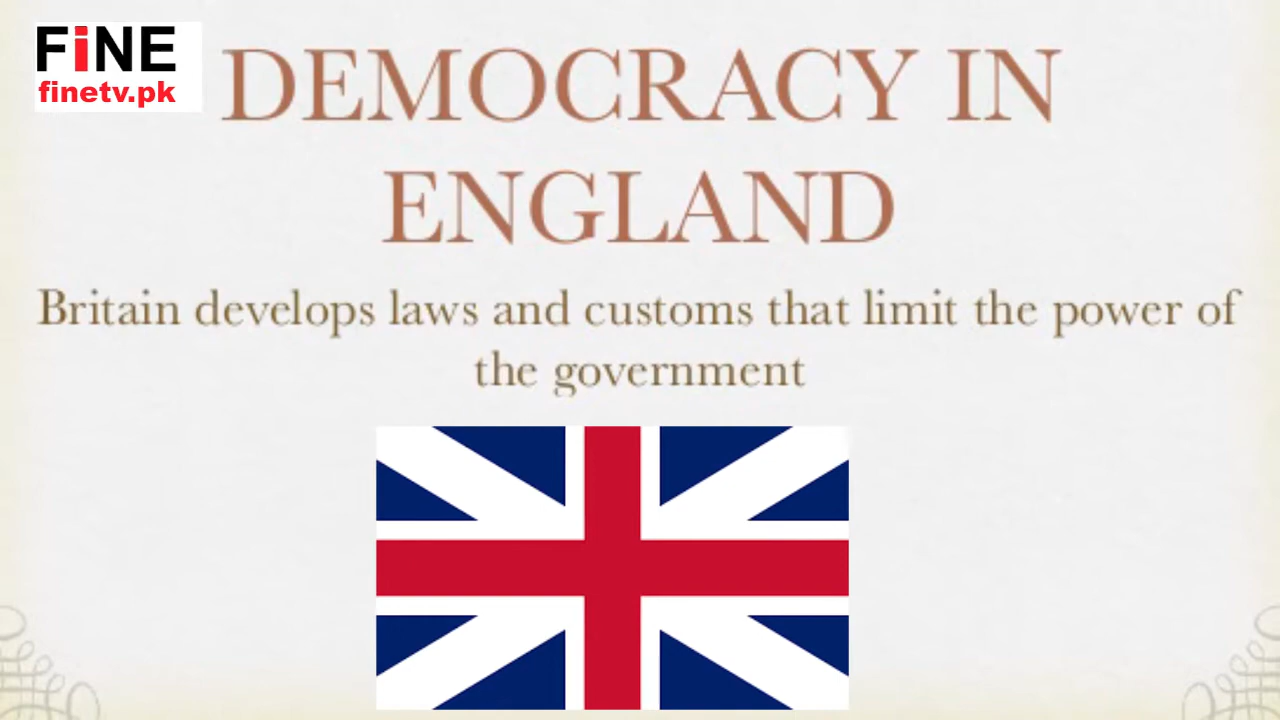 FiNE
finetv.pk
DEMOCRACY IN
ENGLAND
Britain develops laws and customs that limit the power of
the government